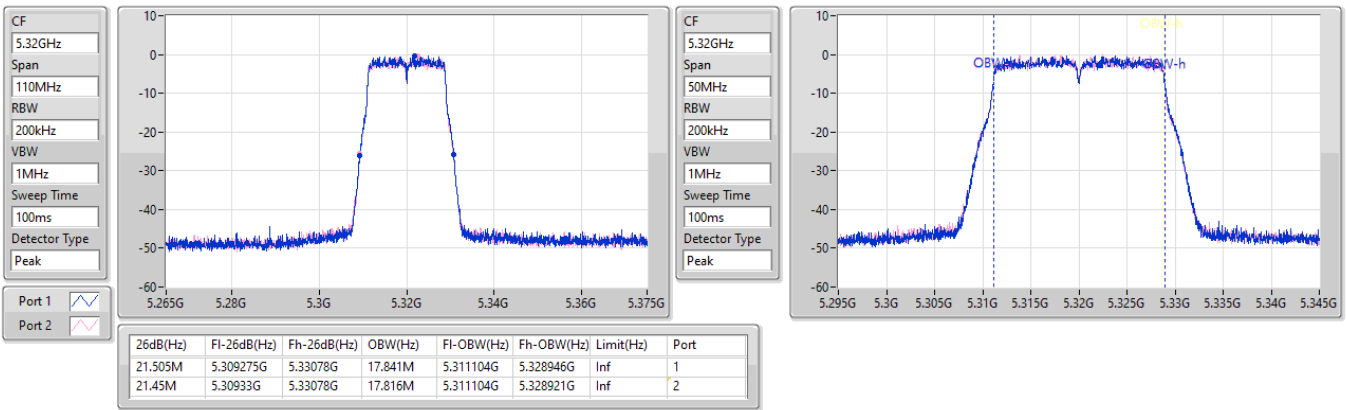 CF
5.32GHz
Span
110MHz
RBW
200kHz
VBW
1MHz
Sweep Time
100ms
Detector Type
Peak
Port 1
Port 2
10
0
-10
-20
-30
-40
-50
-60
5.265G 5.28G 5.3G 5.32G 5.34G 5.36G 5.375G
CF
5.32GHz
Span
50MHz
RBW
200kHz
VBW
1MHz
Sweep Time
100ms
Detector Type
Peak
10
0
-10
-20
-30
-40
-50
-60
OBW-h
OBW-h
5.295G 5.3G 5.305G 5.31G 5.315G 5.32G 5.325G 5.33G 5.335G 5.34G 5.345G
26dB(Hz) Fl-26dB(Hz) Fh-26dB(Hz) OBW(Hz) Fl-OBW(Hz) Fh-OBW(Hz) Limit(Hz) Port
21.505M 5.309275G 5.33078G 17.841M 5.311104G 5.328946G Inf 1
21.45M 5.30933G 5.33078G 17.816M 5.311104G 5.328921G Inf 2